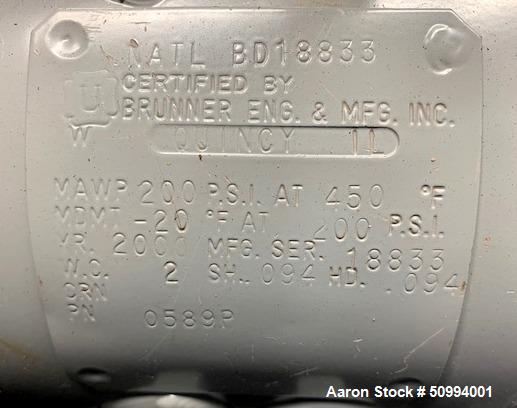 NATL BD18833
U CERTIFIED BY
W BRUNNER ENG. & MFG. INC.
QUINCY IL
MAWP 200 P.S.I. AT 450 °F
MDMT -20 °F AT 200 P.S.I.
YR. 2000 MFG. SER. 18833
W.C. 2 SH. .094 HD. .094
CRN
PN 0589P
Aaron Stock # 50994001